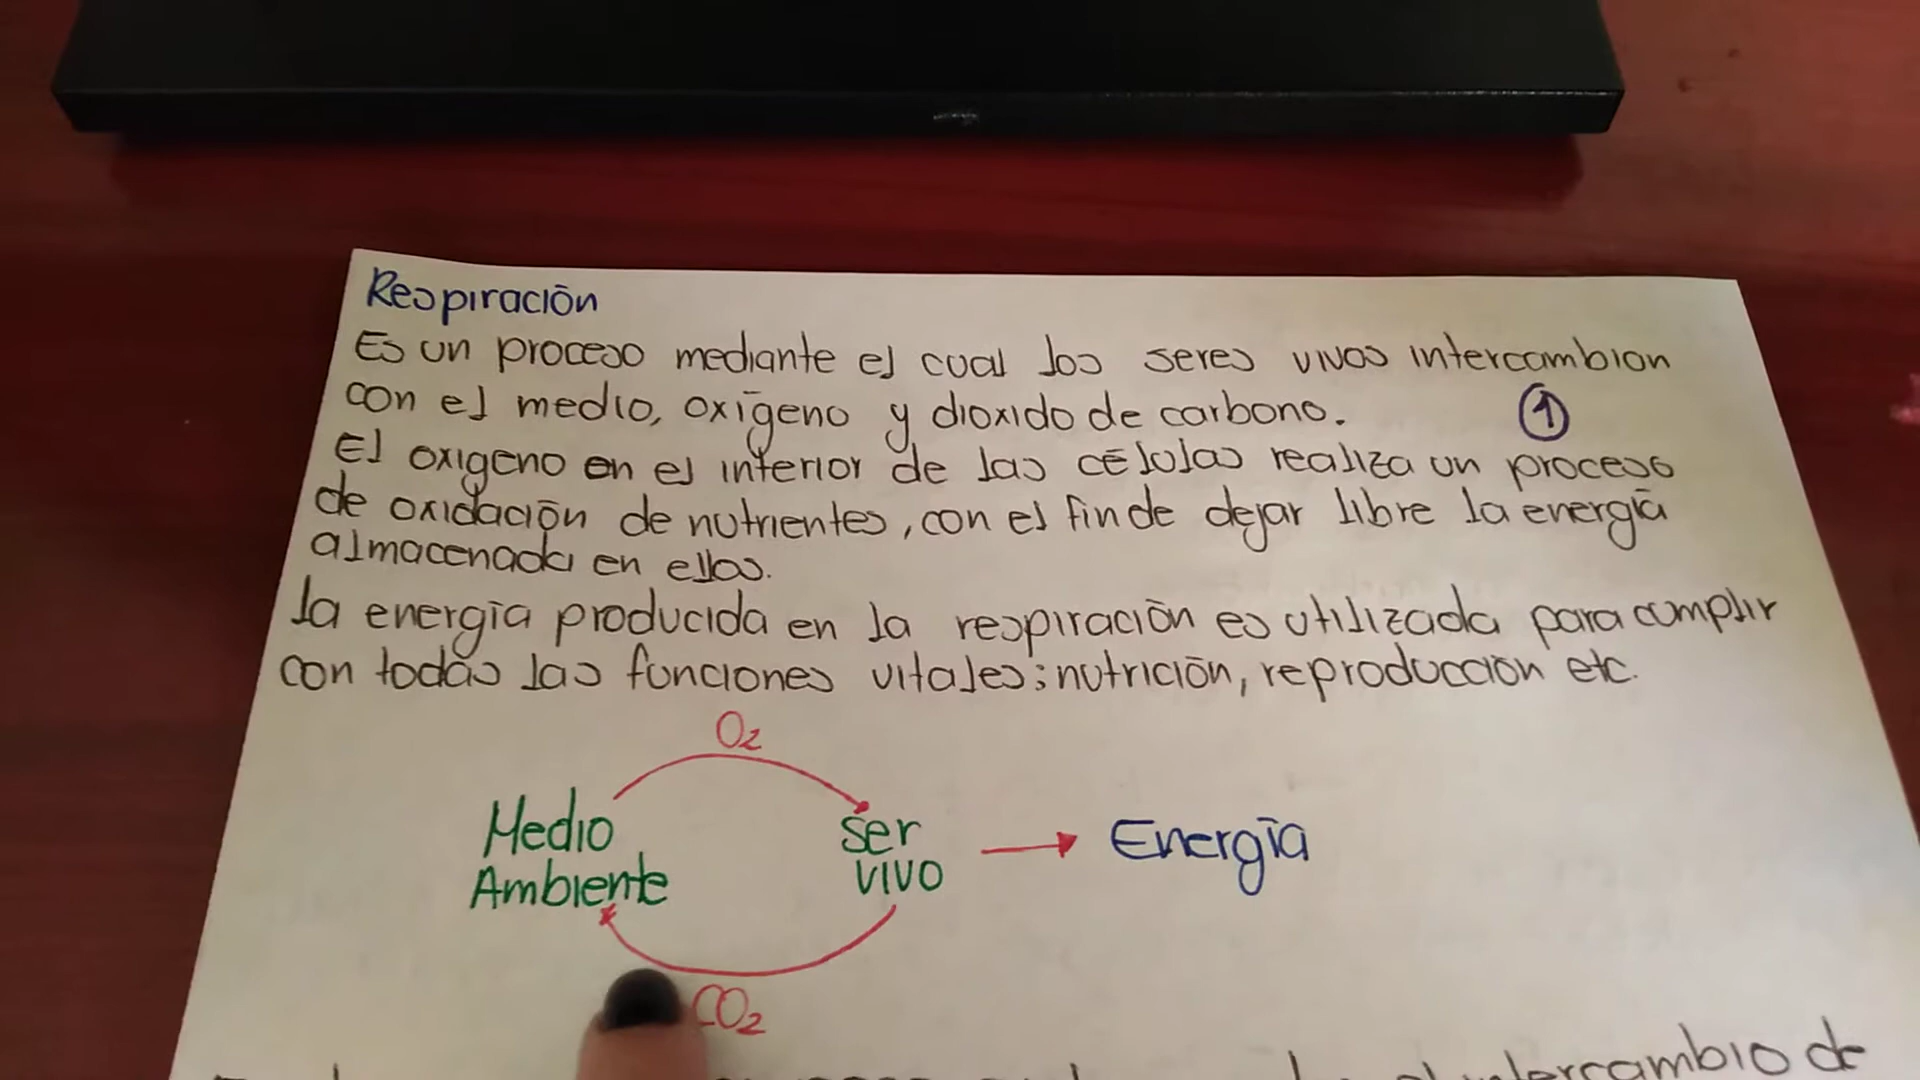 Respiración
Es un proceso mediante el cual los seres vivos intercambian
con el medio, oxígeno y dioxido de carbono.
1
El oxigeno en el interior de las células realiza un proceso
de oxidación de nutrientes, con el fin de dejar libre la energía
almacenada en ellos.
la energía producida en la respiración es utilizada para cumplir
con todas las funciones vitales; nutrición, reproducción etc.
O2
Medio
Ambiente
Ser
vivo
Energía
CO2
intercambio de